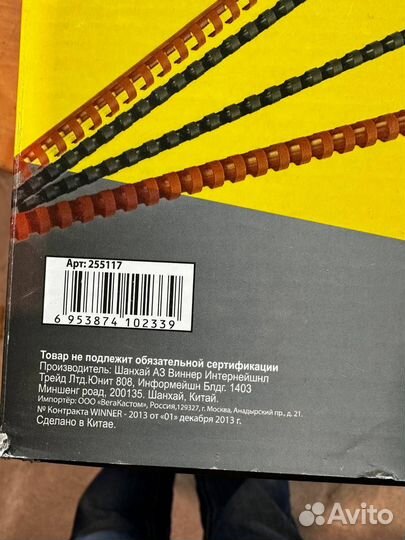 Арт: 255117
6 953874 102339
Товар не подлежит обязательной сертификации
Производитель: Шанхай АЗ Виннер Интернейшнл
Трейд Лтд.Юнит 808, Информейшн Блдг. 1403
Миншенг роад, 200135. Шанхай, Китай.
Импортёр: ООО «ВегаКастом», Россия,129327, г. Москва, Анадырский пр., д. 21.
№ Контракта WINNER - 2013 от «01» декабря 2013 г.
Сделано в Китае.
Avito